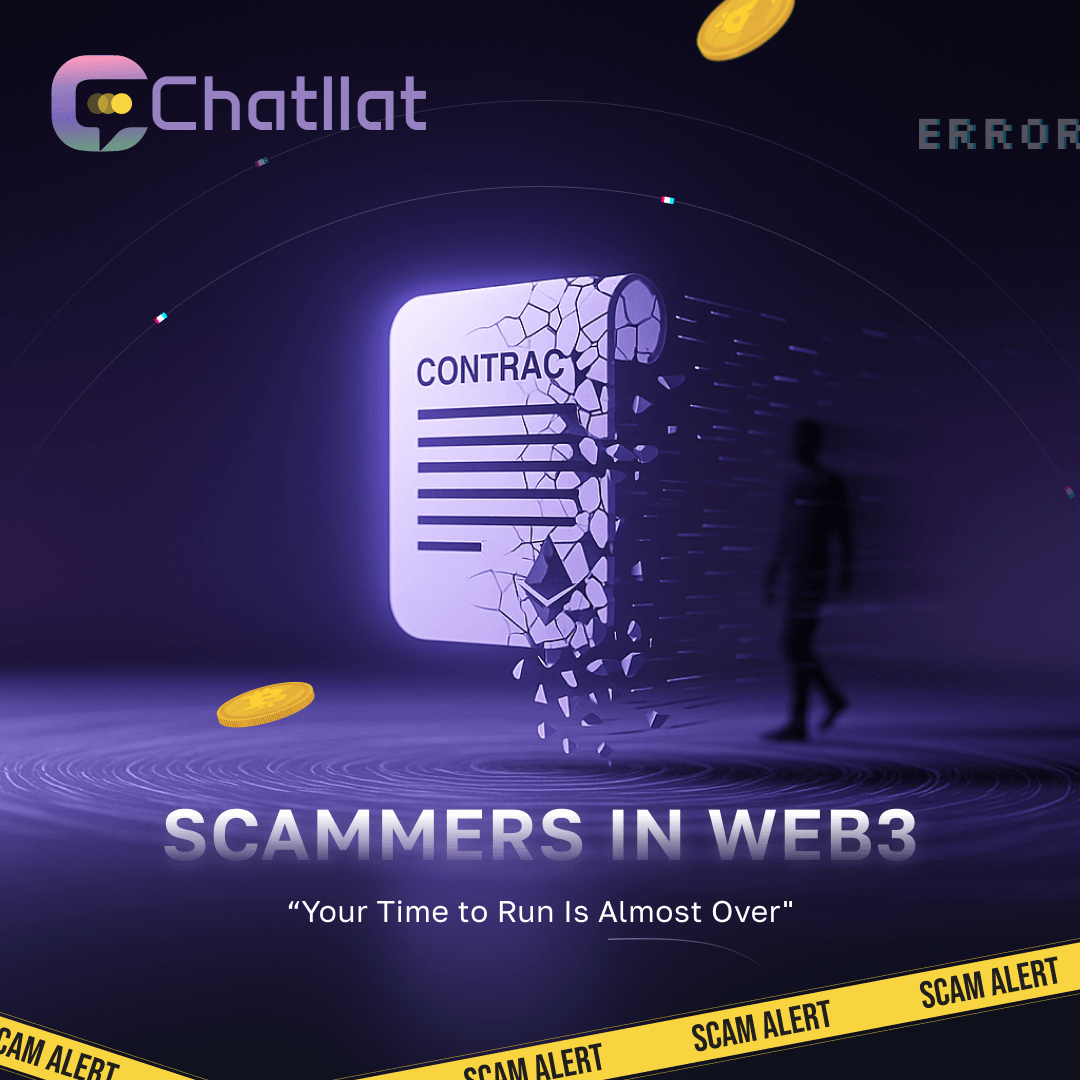 Chatllat
ERROR
CONTRAC
SCAMMERS IN WEB3
“Your Time to Run Is Almost Over"
SCAM ALERT
SCAM ALERT
SCAM ALERT
CAM ALERT